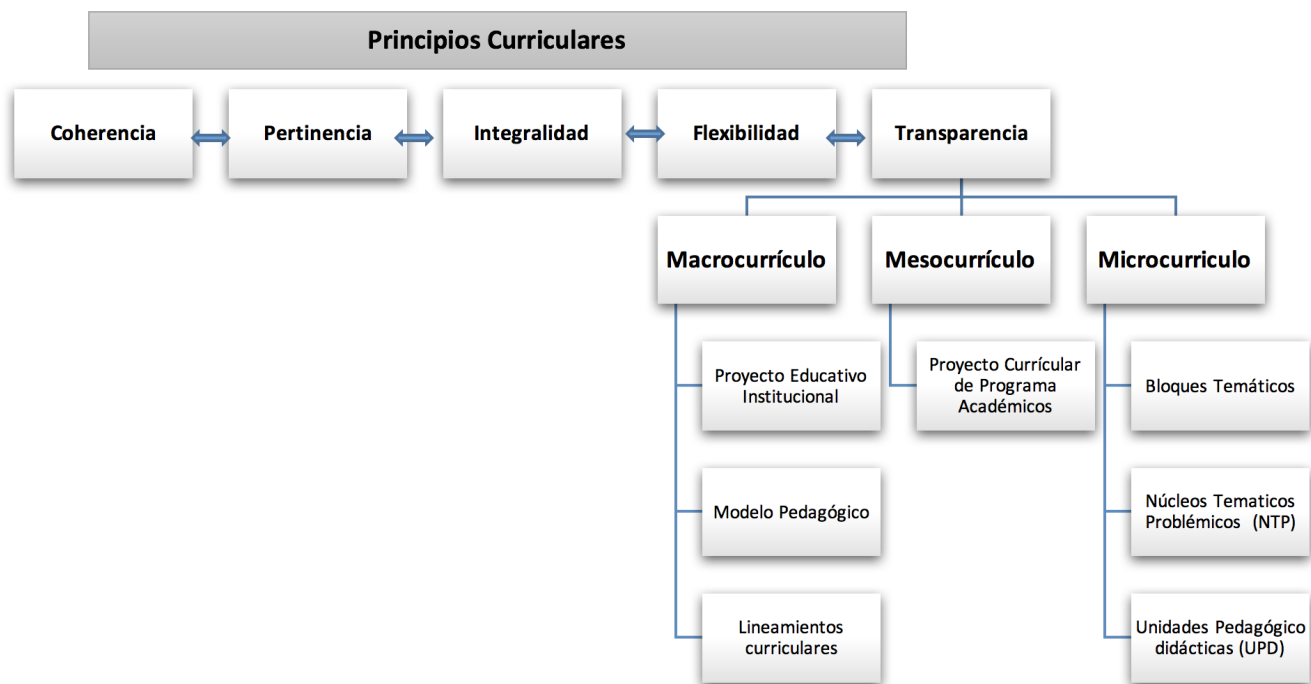 Principios Curriculares
Coherencia
Pertinencia
Integralidad
Flexibilidad
Transparencia
Macrocurrículo
Mesocurrículo
Microcurriculo
Proyecto Educativo
Institucional
Proyecto Currícular
de Programa
Académicos
Bloques Temáticos
Modelo Pedagógico
Núcleos Tematicos
Problémicos (NTP)
Lineamientos
curriculares
Unidades Pedagógico
didácticas (UPD)